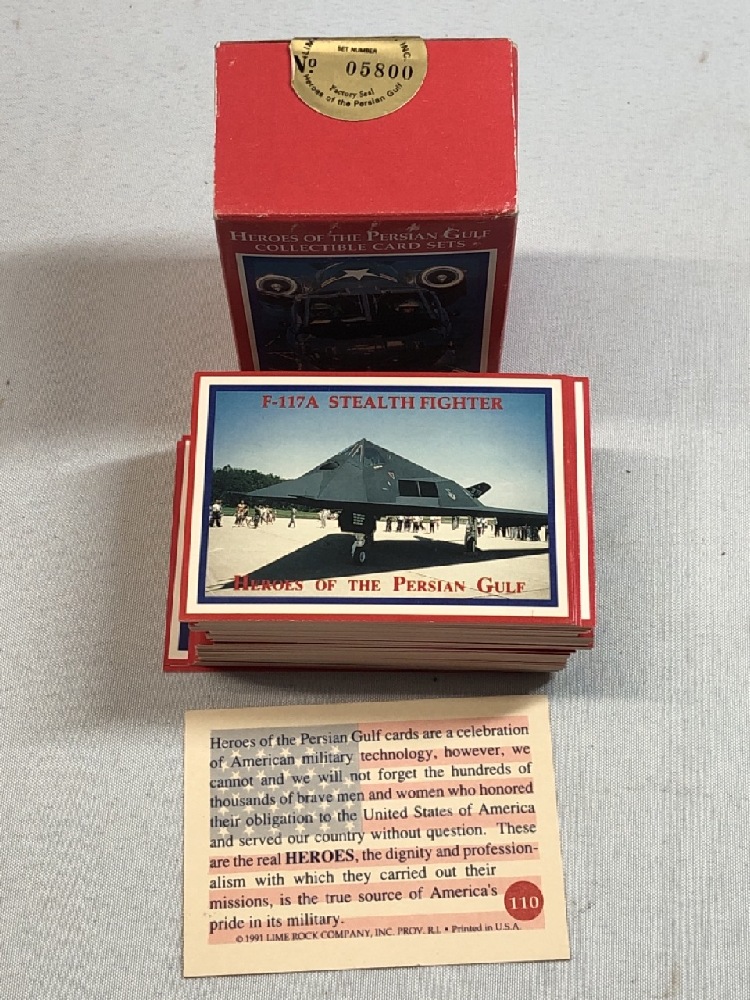 INC.
SET NUMBER
No 05800
Factory Seal
Heroes of the Persian Gulf
HEROES OF THE PERSIAN GULF
COLLECTIBLE CARD SETS
F-117A STEALTH FIGHTER
HEROES OF THE PERSIAN GULF
Heroes of the Persian Gulf cards are a celebration
of American military technology, however, we
cannot and we will not forget the hundreds of
thousands of brave men and women who honored
their obligation to the United States of America
and served our country without question. These
are the real HEROES, the dignity and profession-
alism with which they carried out their
missions, is the true source of America's
pride in its military.
110
© 1991 LIME ROCK COMPANY, INC. PROV. R.I. • Printed in U.S.A.